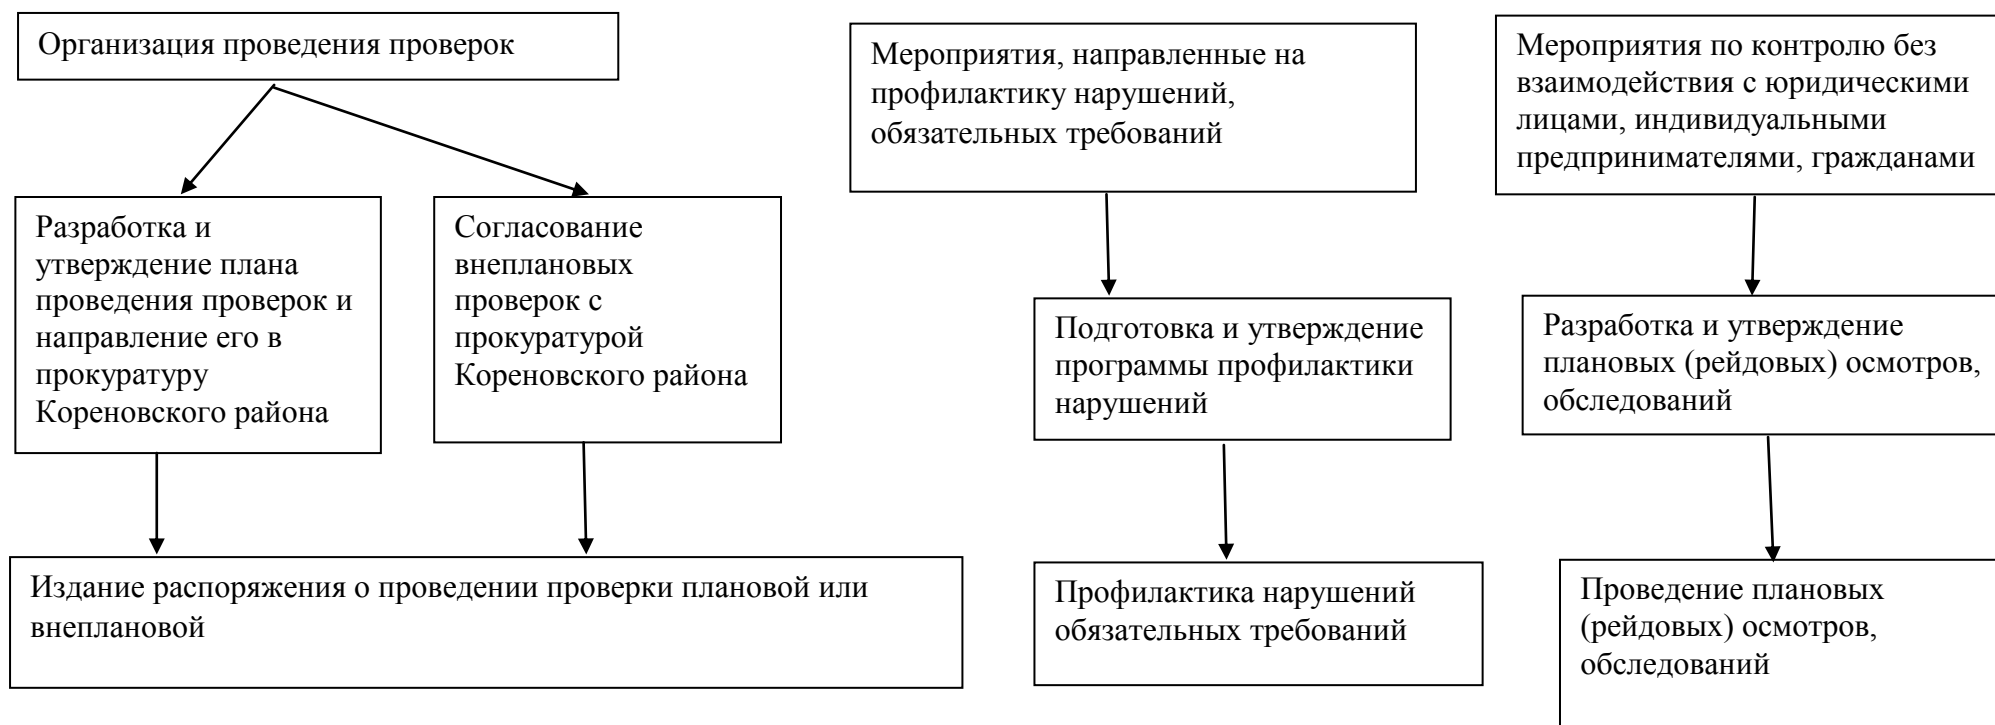 Организация проведения проверок
Мероприятия, направленные на
профилактику нарушений,
обязательных требований
Мероприятия по контролю без
взаимодействия с юридическими
лицами, индивидуальными
предпринимателями, гражданами
Разработка и
утверждение плана
проведения проверок и
направление его в
прокуратуру
Кореновского района
Согласование
внеплановых
проверок с
прокуратурой
Кореновского района
Подготовка и утверждение
программы профилактики
нарушений
Разработка и утверждение
плановых (рейдовых) осмотров,
обследований
Издание распоряжения о проведении проверки плановой или
внеплановой
Профилактика нарушений
обязательных требований
Проведение плановых
(рейдовых) осмотров,
обследований